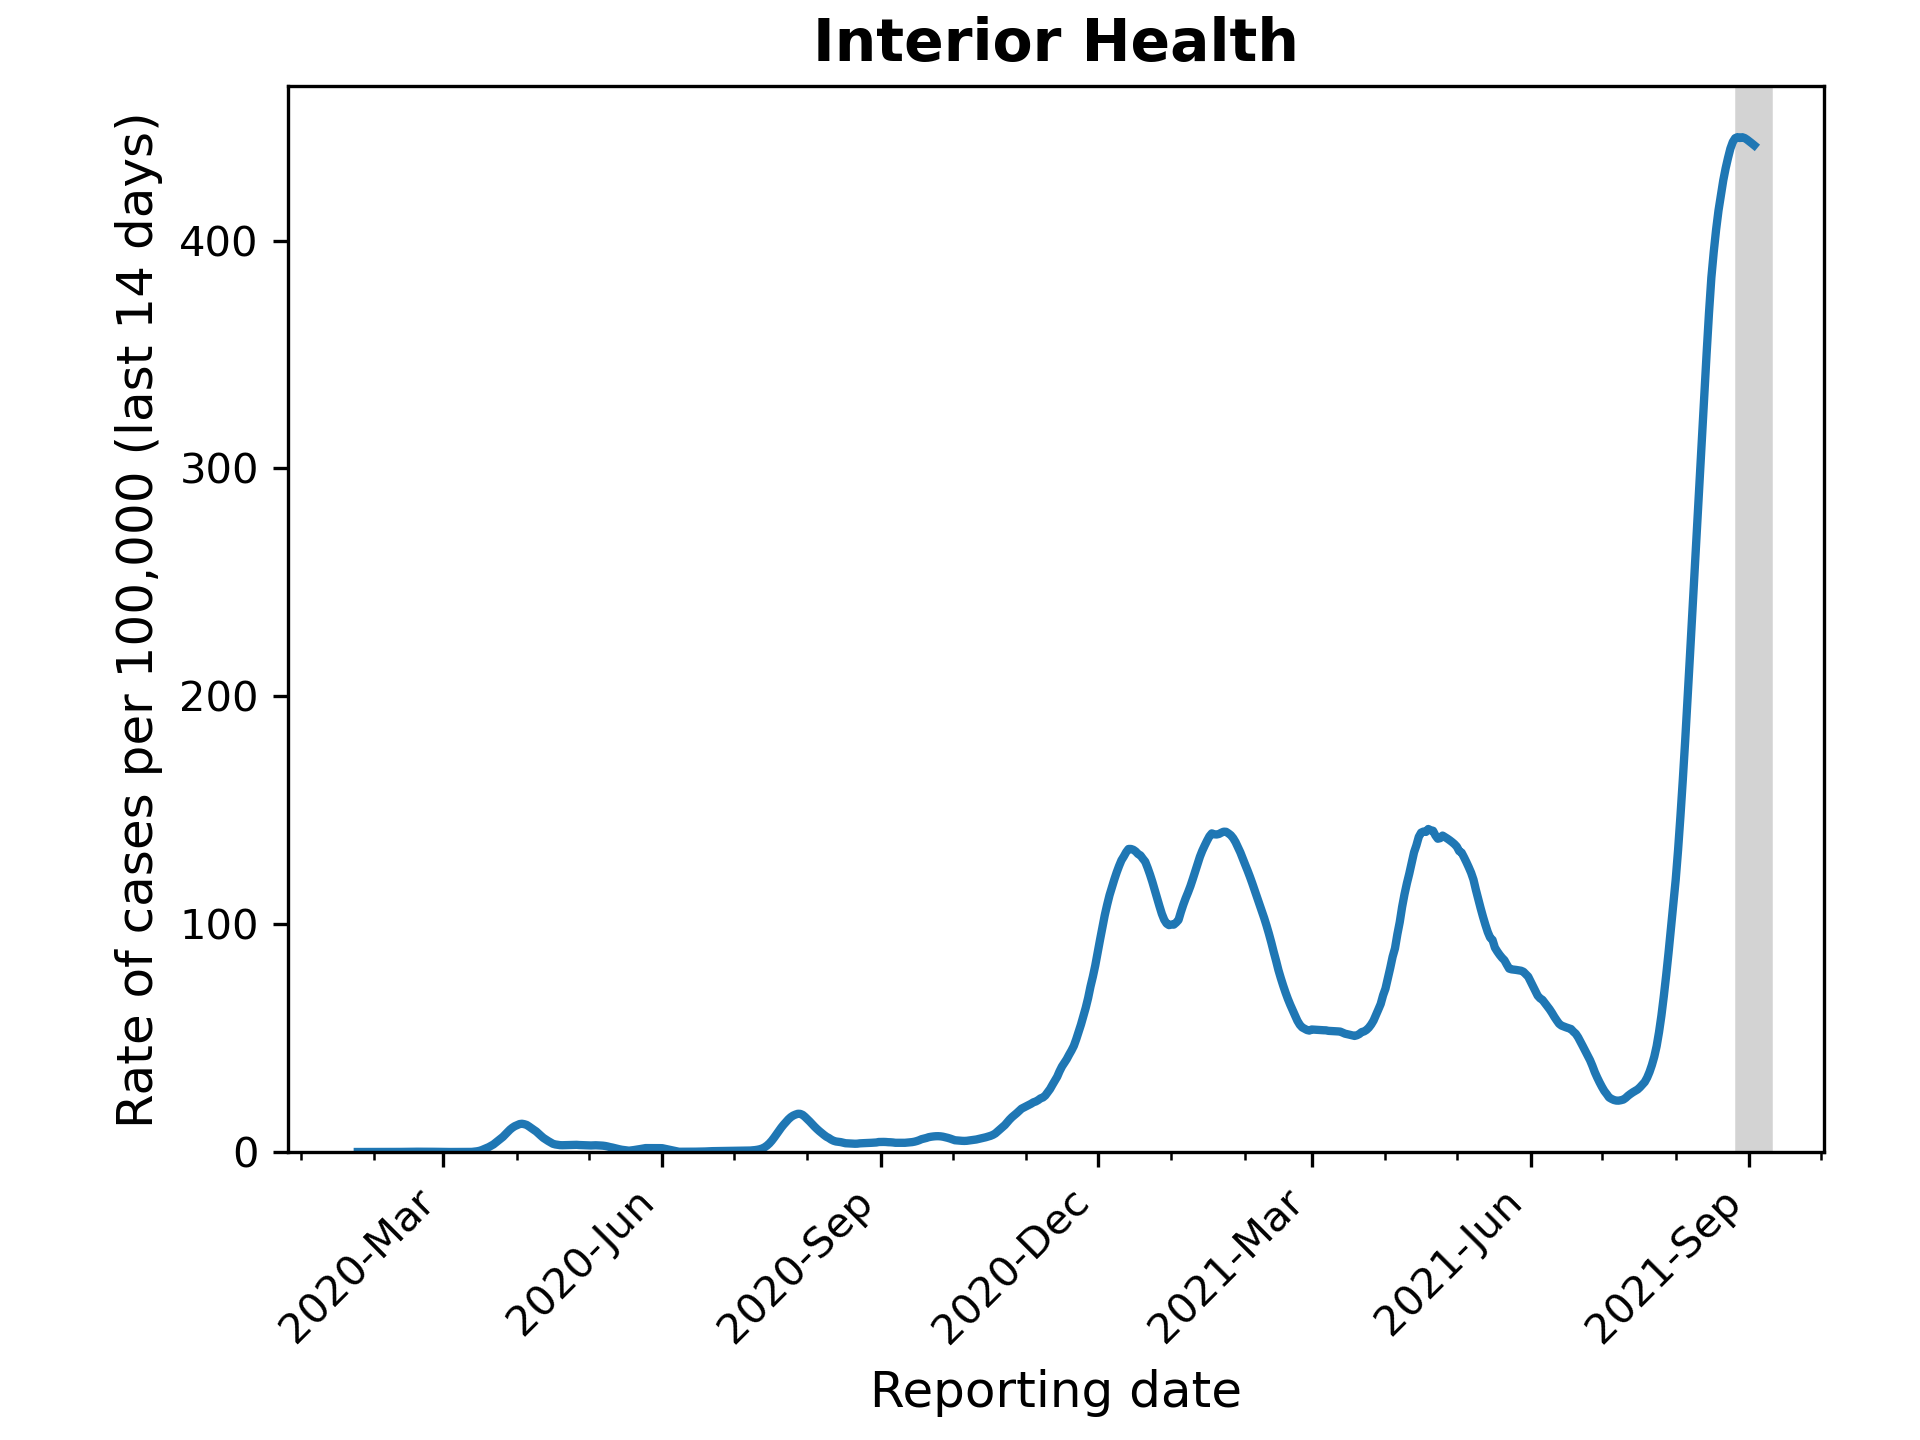 Interior Health
Rate of cases per 100,000 (last 14 days)
400
300
200
100
0
2020-Mar
2020-Jun
2020-Sep
2020-Dec
2021-Mar
2021-Jun
2021-Sep
Reporting date